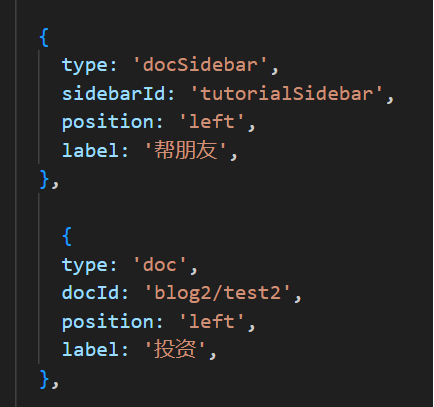 {
type: 'docSidebar',
sidebarId: 'tutorialSidebar',
position: 'left',
label: '帮朋友',
},
{
type: 'doc',
docId: 'blog2/test2',
position: 'left',
label: '投资',
},